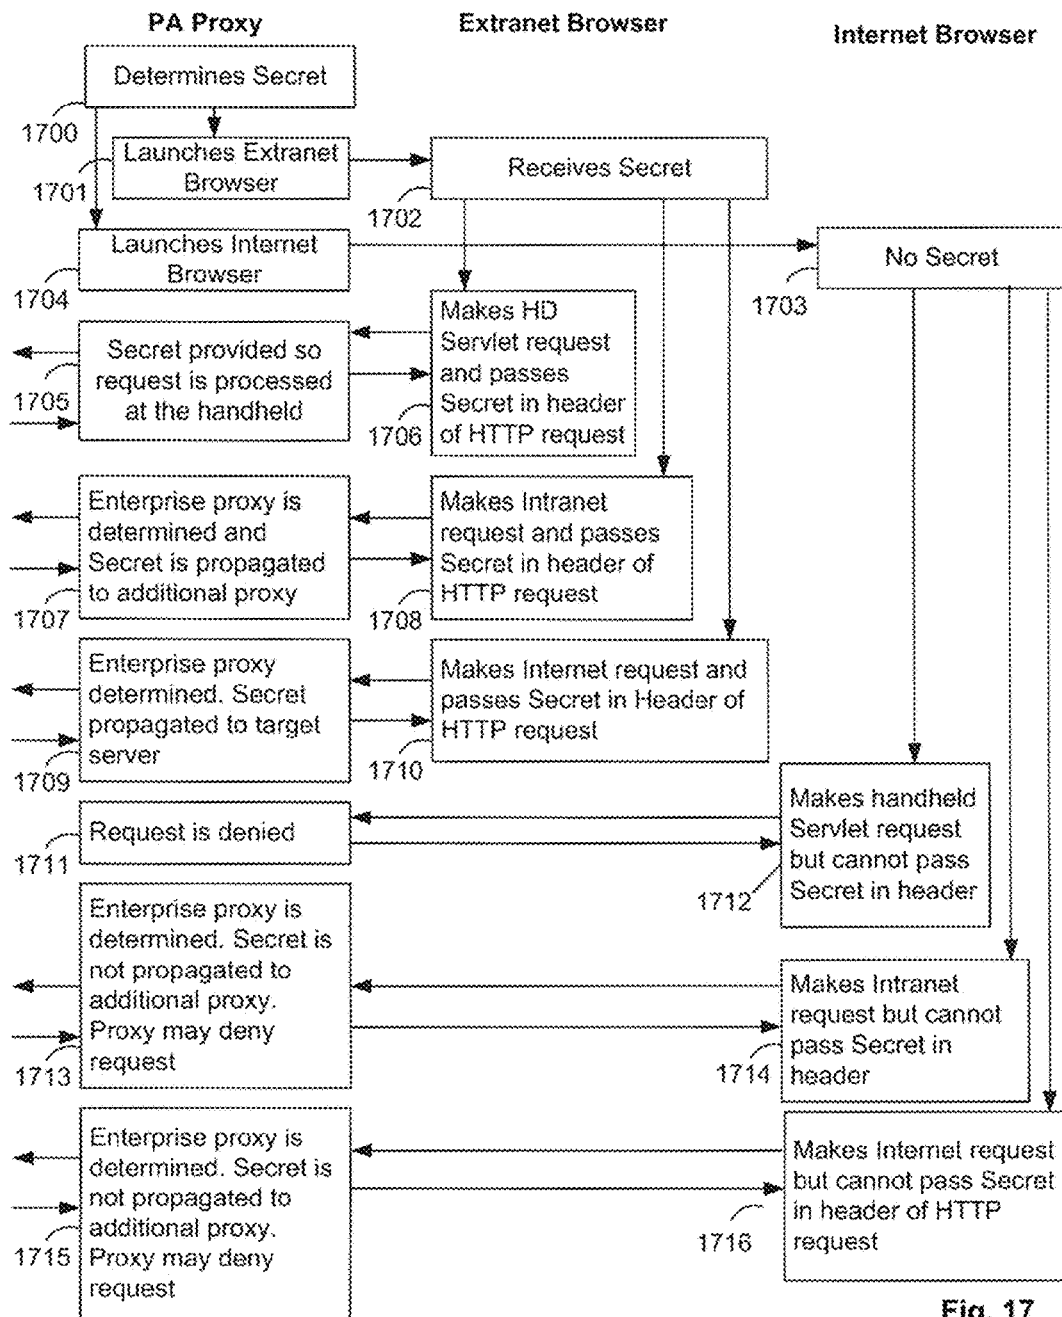 PA Proxy
Extranet Browser
Internet Browser
Determines Secret
1700
Launches Extranet
Browser
1701
Receives Secret
1702
Launches Internet
Browser
1704
No Secret
1703
Secret provided so
request is processed
at the handheld
1705
Makes HD
Servlet request
and passes
Secret in header
of HTTP request
1706
Enterprise proxy is
determined and
Secret is propagated
to additional proxy
1707
Makes Intranet
request and passes
Secret in header of
HTTP request
1708
Enterprise proxy
determined. Secret
propagated to target
server
1709
Makes Internet request and
passes Secret in Header of
HTTP request
1710
Request is denied
1711
Makes handheld
Servlet request
but cannot pass
Secret in header
1712
Enterprise proxy is
determined. Secret is
not propagated to
additional proxy.
Proxy may deny
request
1713
Makes Intranet
request but cannot
pass Secret in
header
1714
Enterprise proxy is
determined. Secret is
not propagated to
additional proxy.
Proxy may deny
request
1715
Makes Internet request
but cannot pass Secret
in header of HTTP
request
1716
Fig. 17